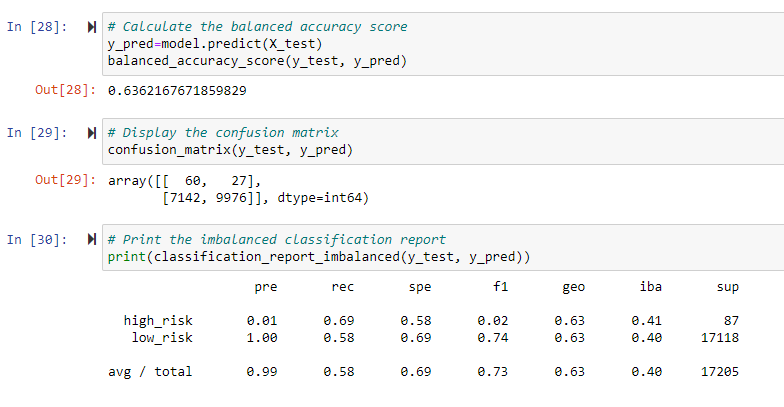 In [28]: # Calculate the balanced accuracy score
y_pred=model.predict(X_test)
balanced_accuracy_score(y_test, y_pred)
Out[28]: 0.6362167671859829
In [29]: # Display the confusion matrix
confusion_matrix(y_test, y_pred)
Out[29]: array([[  60,   27],
       [7142, 9976]], dtype=int64)
In [30]: # Print the imbalanced classification report
print(classification_report_imbalanced(y_test, y_pred))
pre rec spe f1 geo iba sup
high_risk 0.01 0.69 0.58 0.02 0.63 0.41 87
low_risk 1.00 0.58 0.69 0.74 0.63 0.40 17118
avg / total 0.99 0.58 0.69 0.73 0.63 0.40 17205